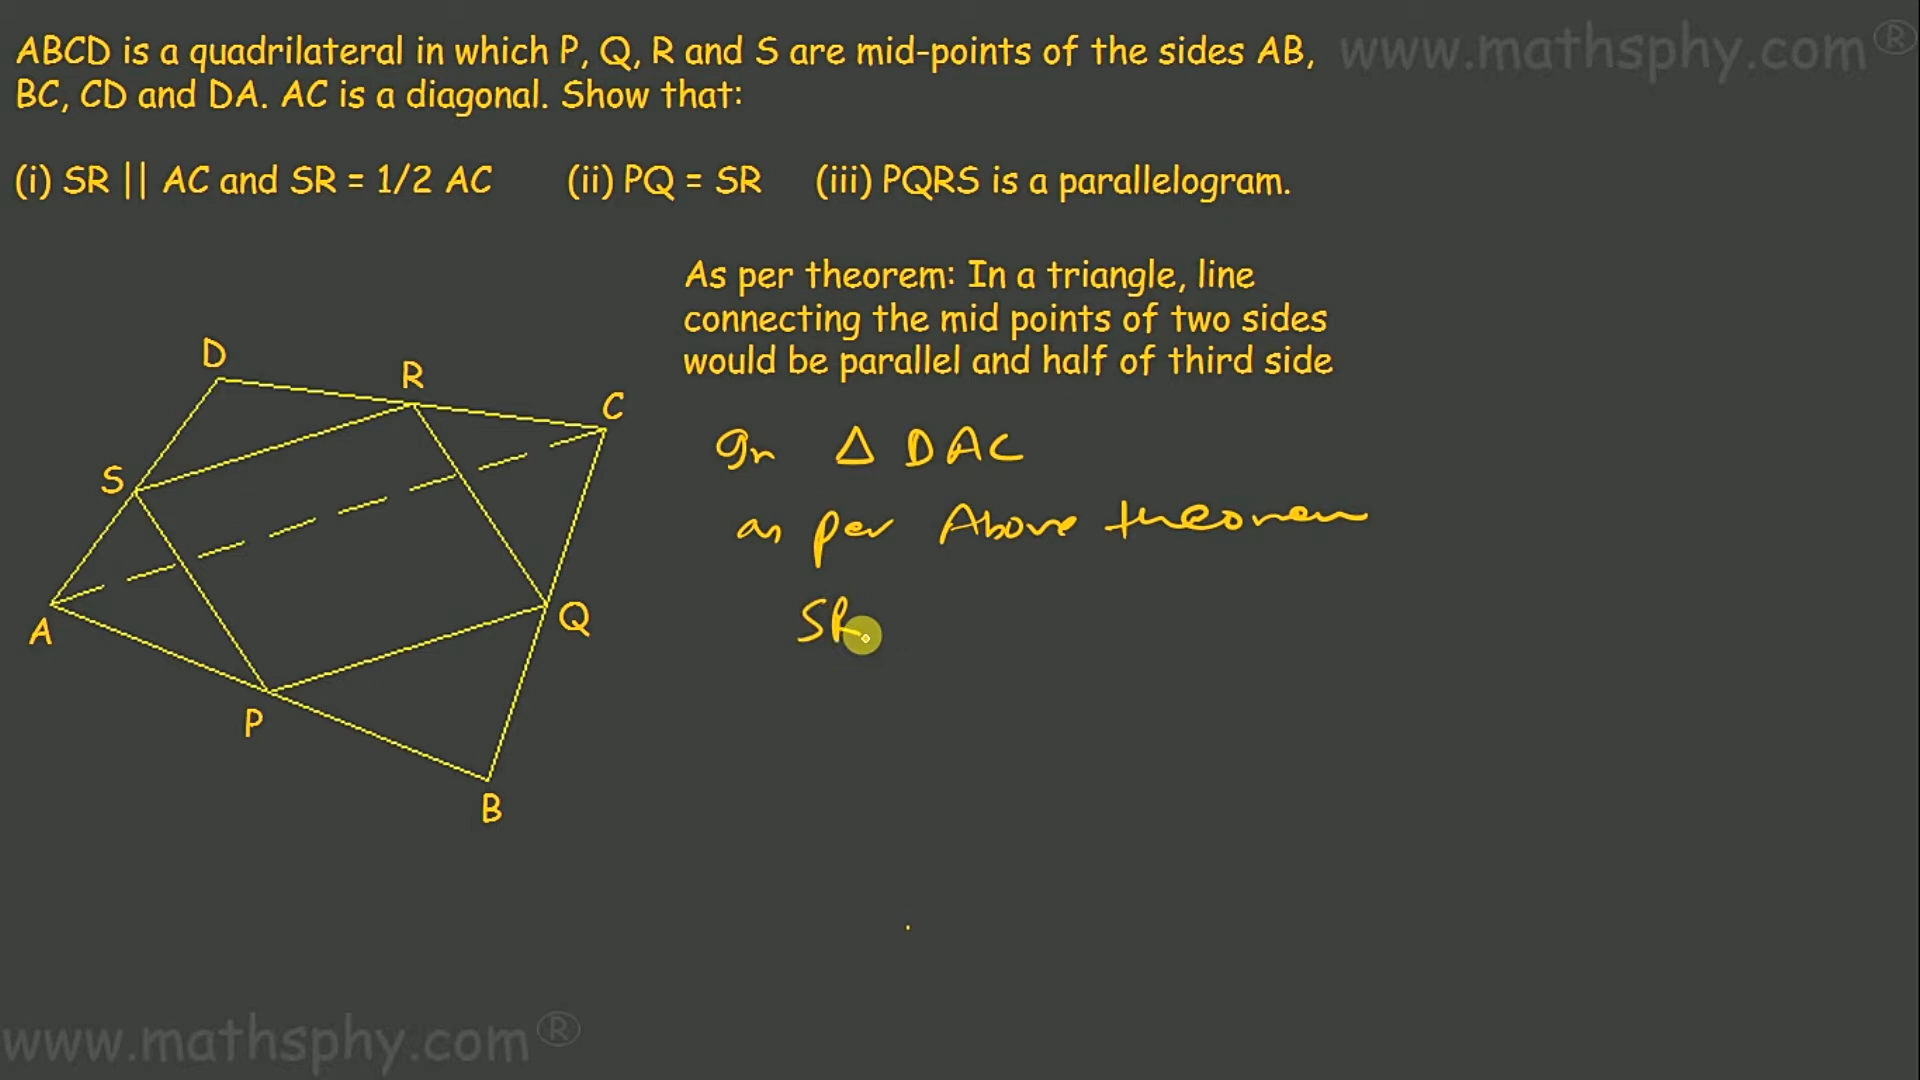 www.mathsphy.com®
ABCD is a quadrilateral in which P, Q, R and S are mid-points of the sides AB,
BC, CD and DA. AC is a diagonal. Show that:
(i) SR || AC and SR = 1/2 AC (ii) PQ = SR (iii) PQRS is a parallelogram.
As per theorem: In a triangle, line
connecting the mid points of two sides
would be parallel and half of third side
In Δ DAC
as per Above theorem
SR
D
R
C
S
A
Q
P
B
www.mathsphy.com®